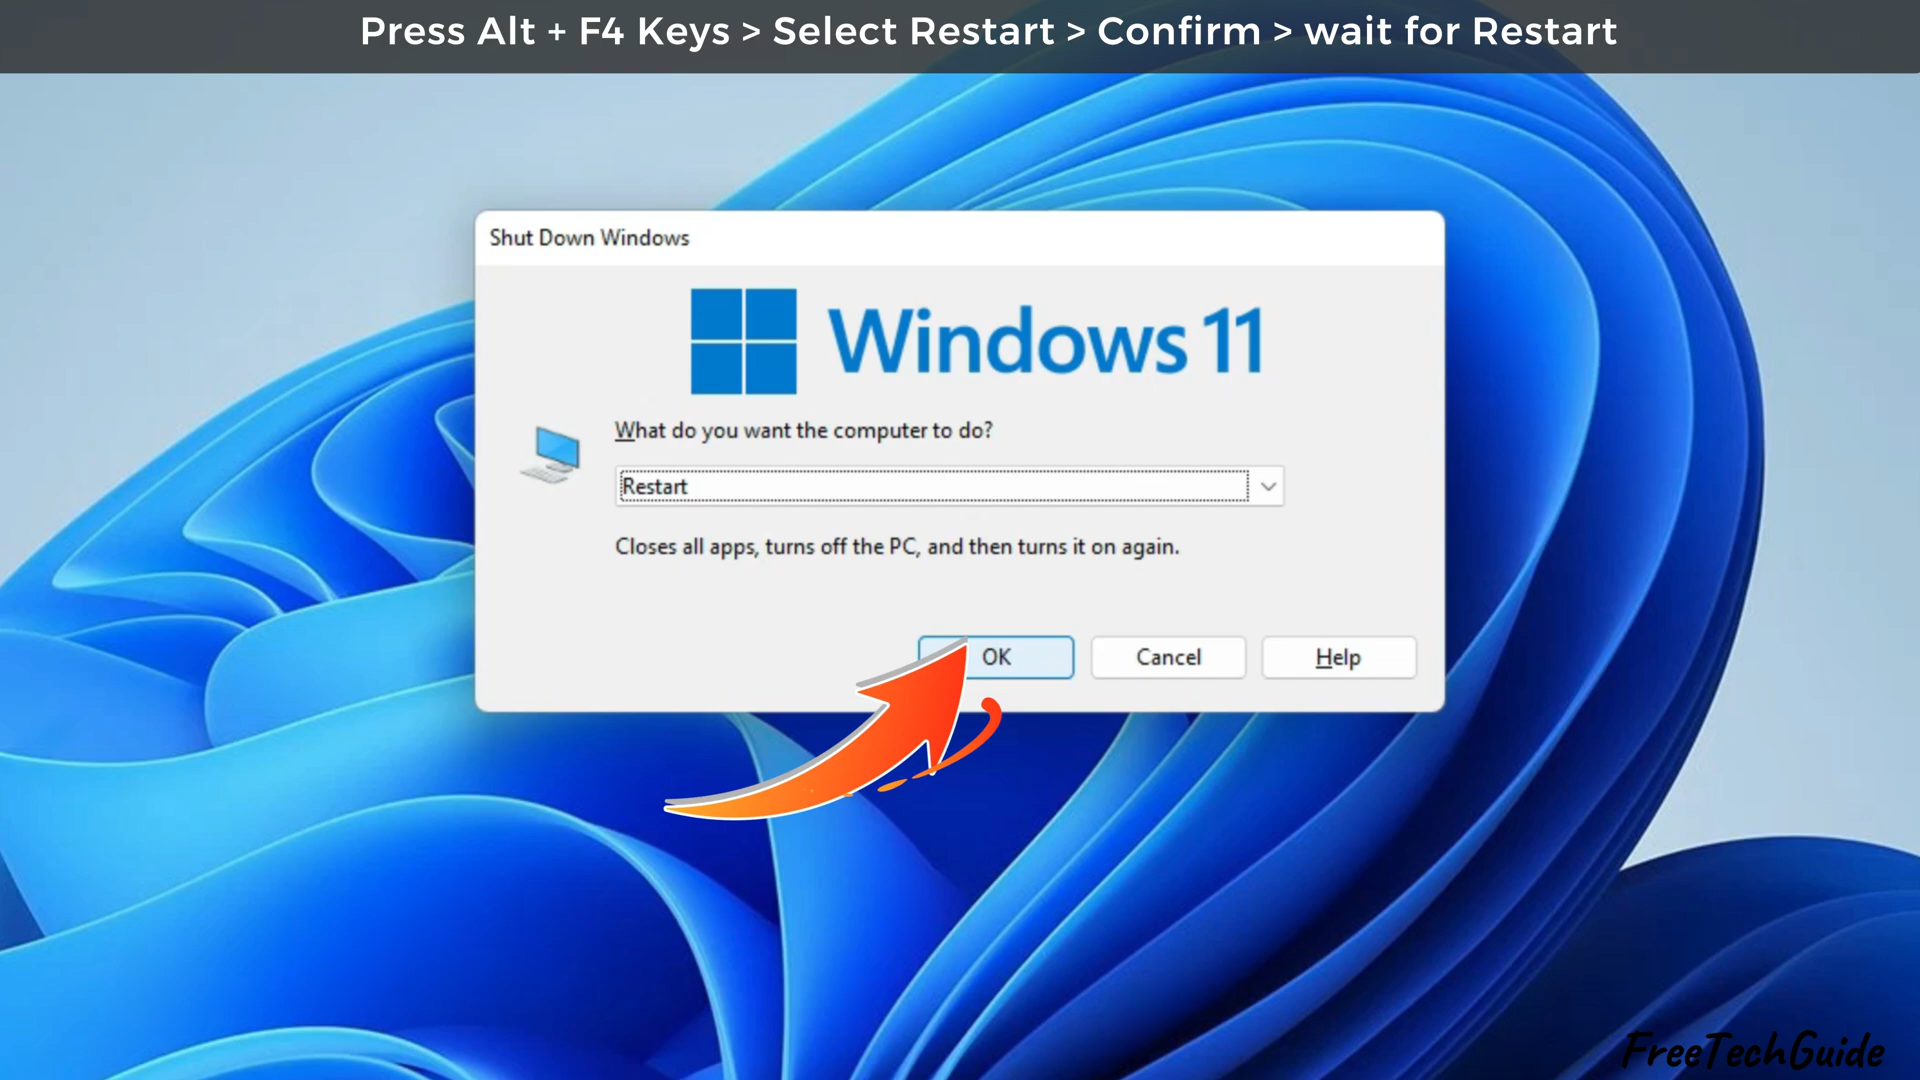 Press Alt + F4 Keys > Select Restart > Confirm > wait for Restart
Shut Down Windows
Windows 11
What do you want the computer to do?
Restart
Closes all apps, turns off the PC, and then turns it on again.
OK Cancel Help
FreeTechGuide